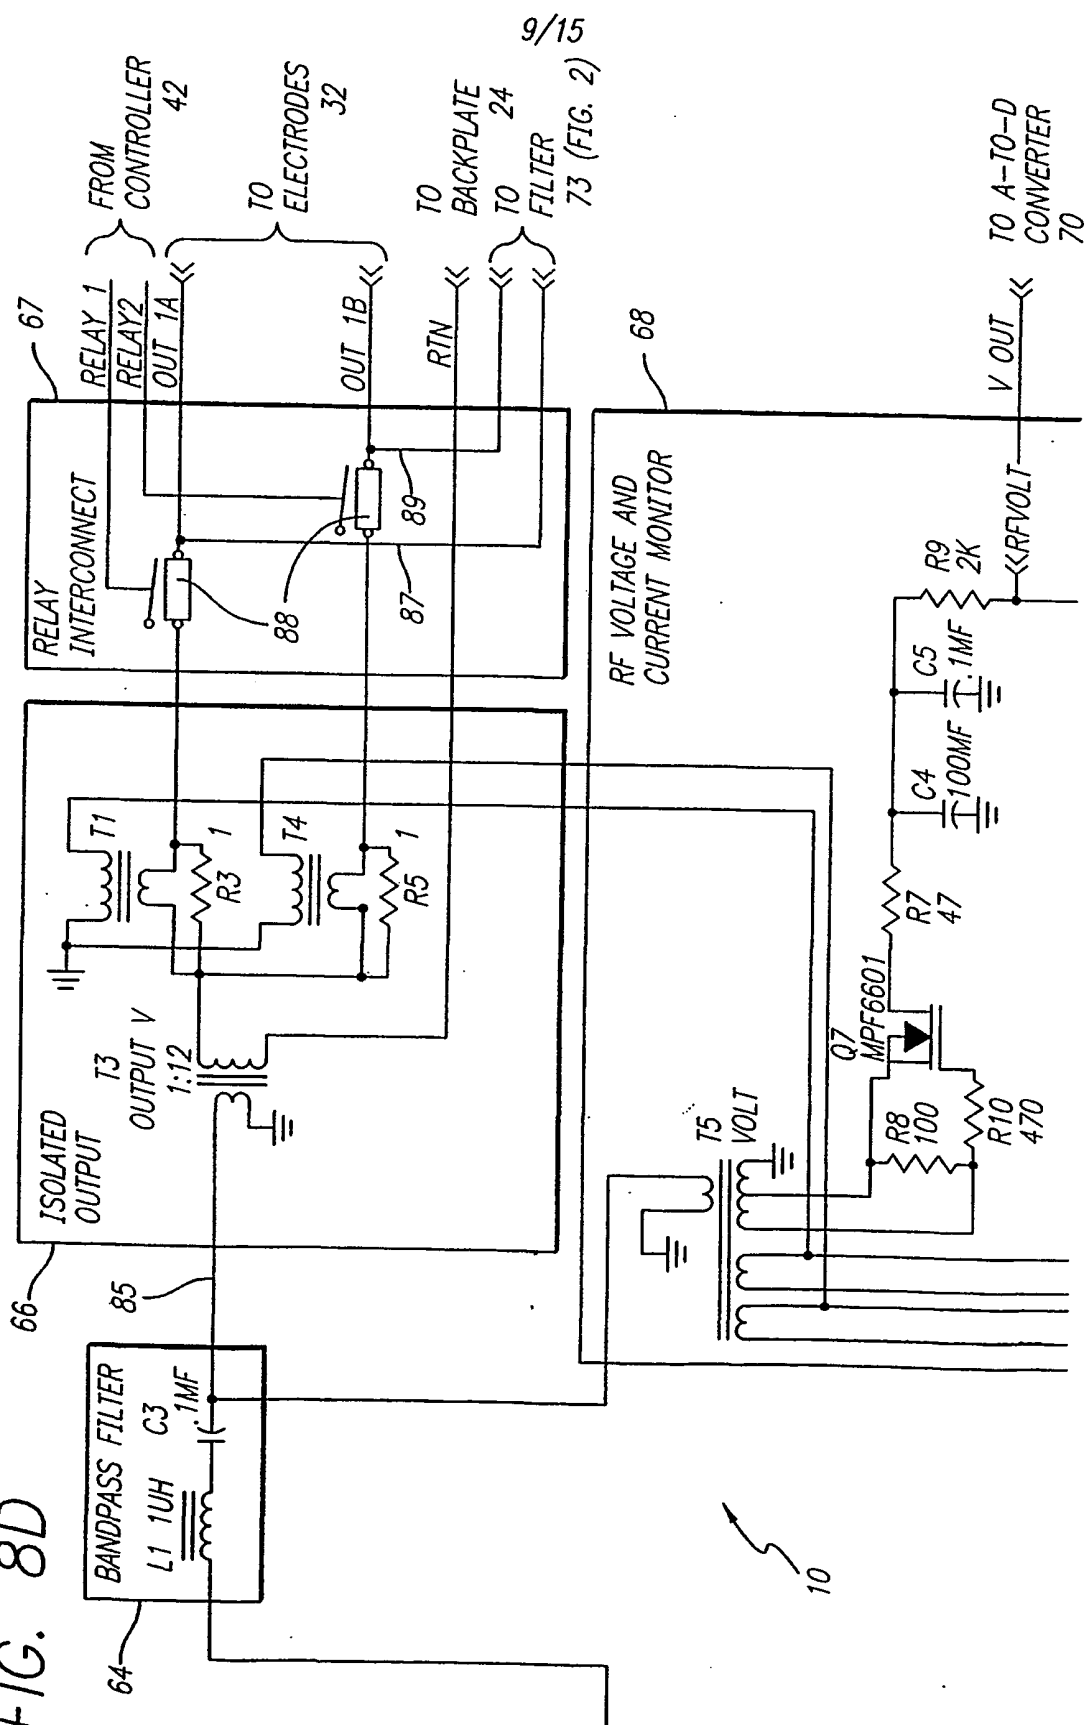 9/15
FIG. 8D
BANDPASS FILTER
L1 1UH
C3
.1MF
64
85
66
ISOLATED
OUTPUT
T3
OUTPUT V
1:12
T1
R3
1
T4
R5
1
RELAY
INTERCONNECT
67
88
87
89
RELAY 1
RELAY2
OUT 1A
OUT 1B
RTN
FROM
CONTROLLER
42
TO
ELECTRODES
32
TO
BACKPLATE
24
TO
FILTER
73 (FIG. 2)
RF VOLTAGE AND
CURRENT MONITOR
68
T5
VOLT
R8
100
R10
470
Q7
MPF6601
R7
47
C4
100MF
C5
.1MF
R9
2K
RFVOLT
V OUT
TO A-TO-D
CONVERTER
70
10